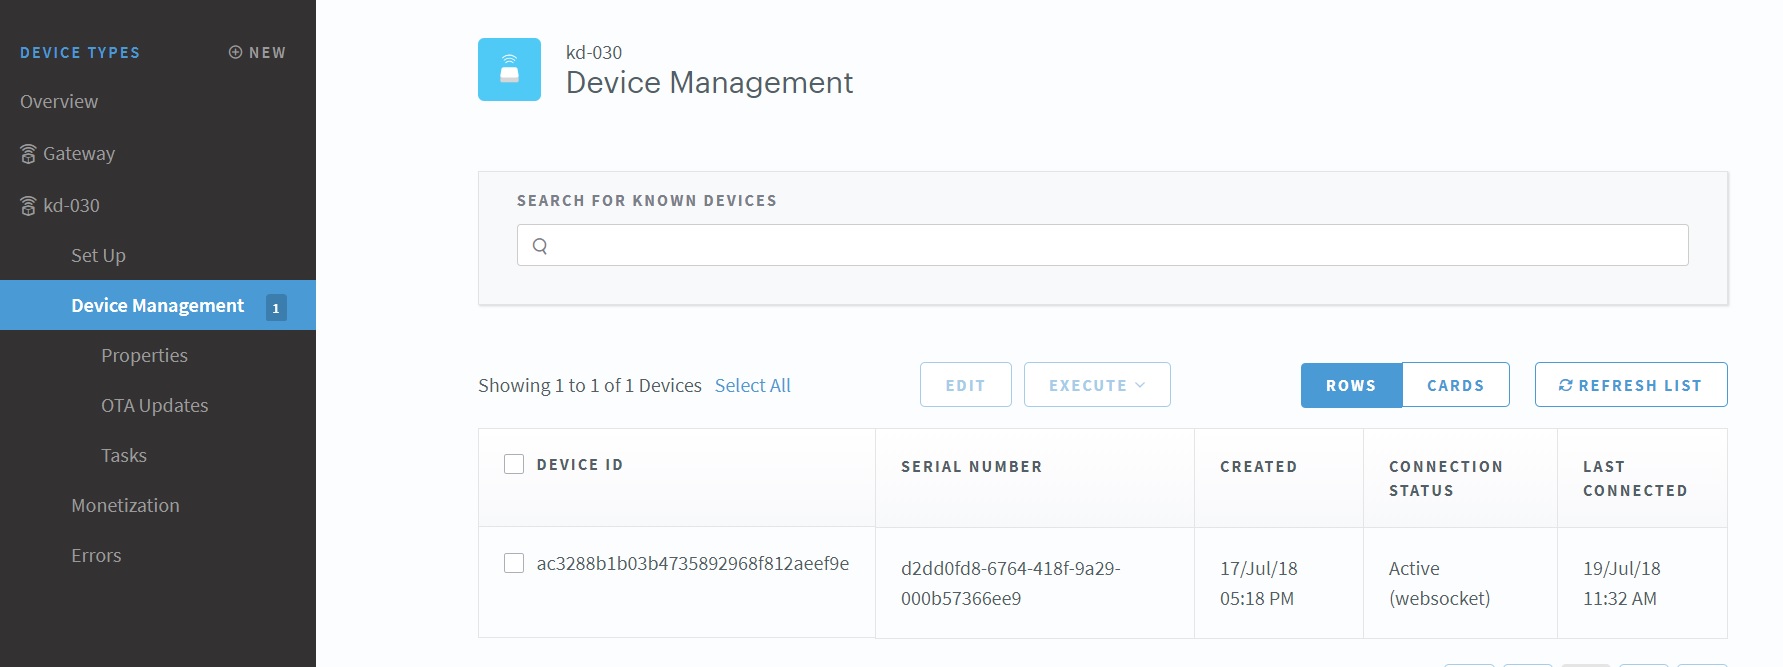 DEVICE TYPES
NEW
Overview
Gateway
kd-030
Set Up
Device Management 1
Properties
OTA Updates
Tasks
Monetization
Errors
kd-030
Device Management
SEARCH FOR KNOWN DEVICES
Showing 1 to 1 of 1 Devices Select All
EDIT
EXECUTE
ROWS
CARDS
REFRESH LIST
DEVICE ID
SERIAL NUMBER
CREATED
CONNECTION
STATUS
LAST
CONNECTED
ac3288b1b03b4735892968f812aeef9e
d2dd0fd8-6764-418f-9a29-
000b57366ee9
17/Jul/18
05:18 PM
Active
(websocket)
19/Jul/18
11:32 AM